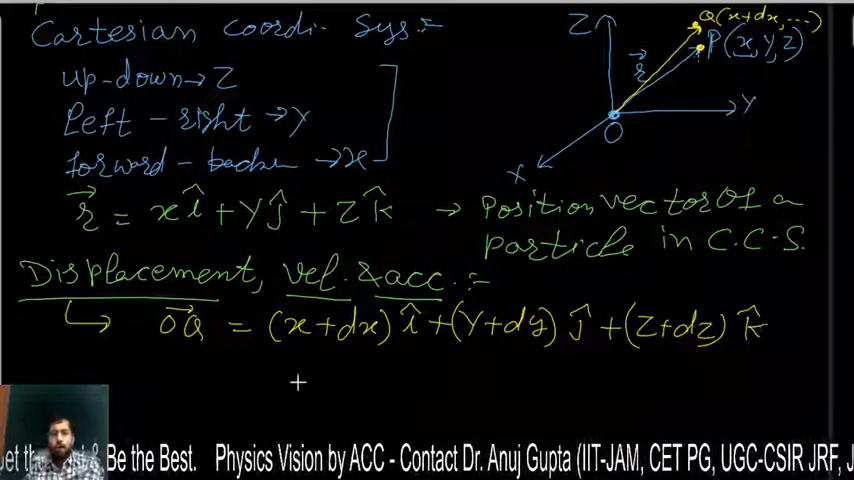 Cartesian coordi. Sys:-
Z
Q(x+dx, ...)
P(x, y, z)
r⃗
up-down → Z
Left - right → Y
forward - backw → x
Y
O
X
r⃗ = xî + yĵ + zk̂ → Position vector of a
particle in C.C.S.
Displacement, vel. & acc. :-
↳ OQ⃗ = (x+dx) î + (y+dy) ĵ + (z+dz) k̂
& Be the Best. Physics Vision by ACC - Contact Dr. Anuj Gupta (IIT-JAM, CET PG, UGC-CSIR JRF, J